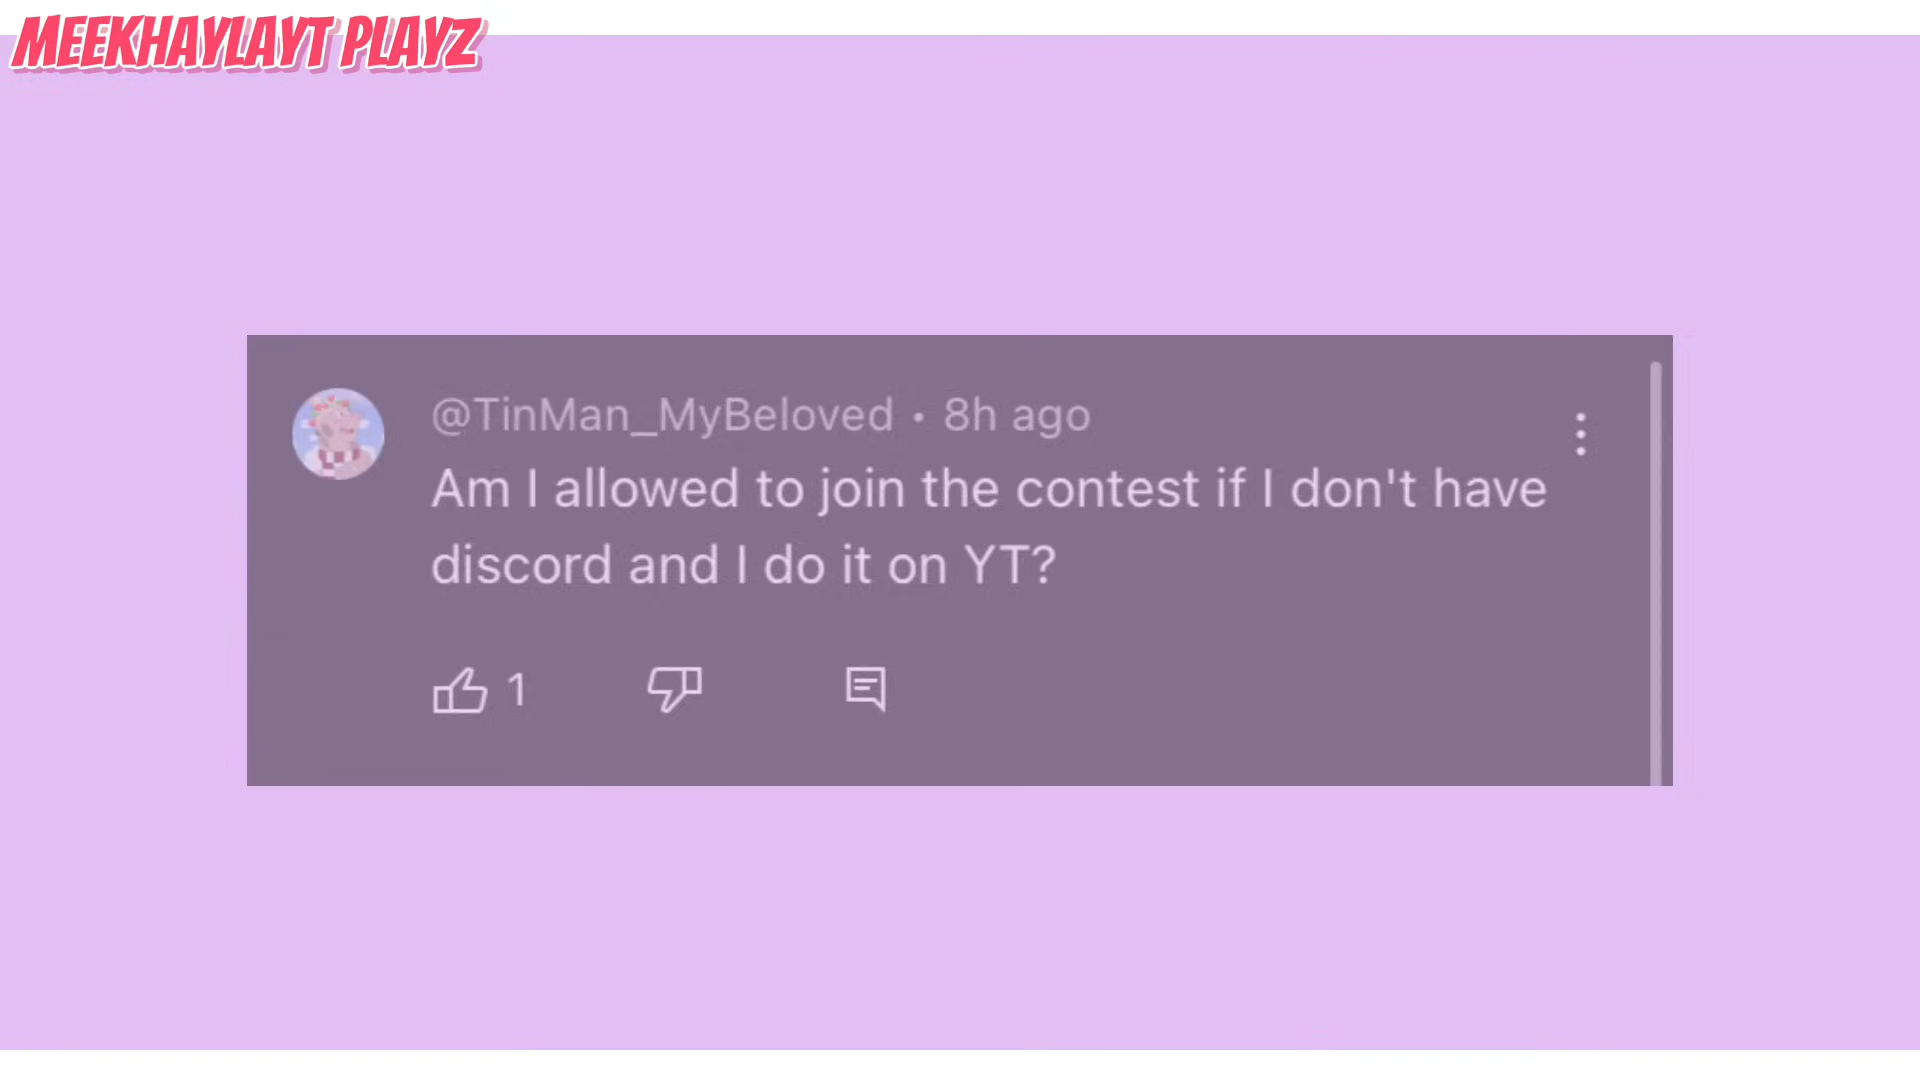 MEEKHAYLAYT PLAYZ
@TinMan_MyBeloved • 8h ago
Am I allowed to join the contest if I don't have
discord and I do it on YT?
1